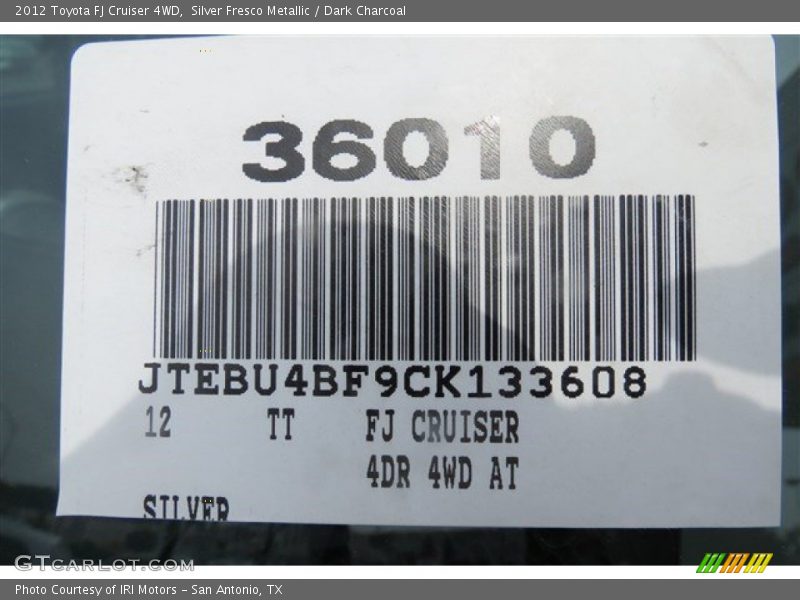 2012 Toyota FJ Cruiser 4WD, Silver Fresco Metallic / Dark Charcoal
36010
JTEBU4BF9CK133608
12 TT FJ CRUISER
4DR 4WD AT
SILVER
GTCARLOT.COM
Photo Courtesy of IRI Motors – San Antonio, TX